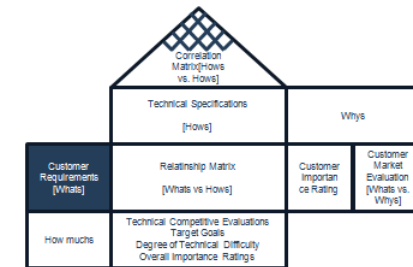 Correlation
Matrix[Hows
vs. Hows]
Technical Specifications
[Hows]
Whys
Customer
Requirements
[Whats]
Relatinship Matrix
[Whats vs Hows]
Customer
Importan
ce Rating
Customer
Market
Evaluation
[Whats vs.
Whys]
How muchs
Technical Competitive Evaluations
Target Goals
Degree of Technical Difficulty
Overall Importance Ratings